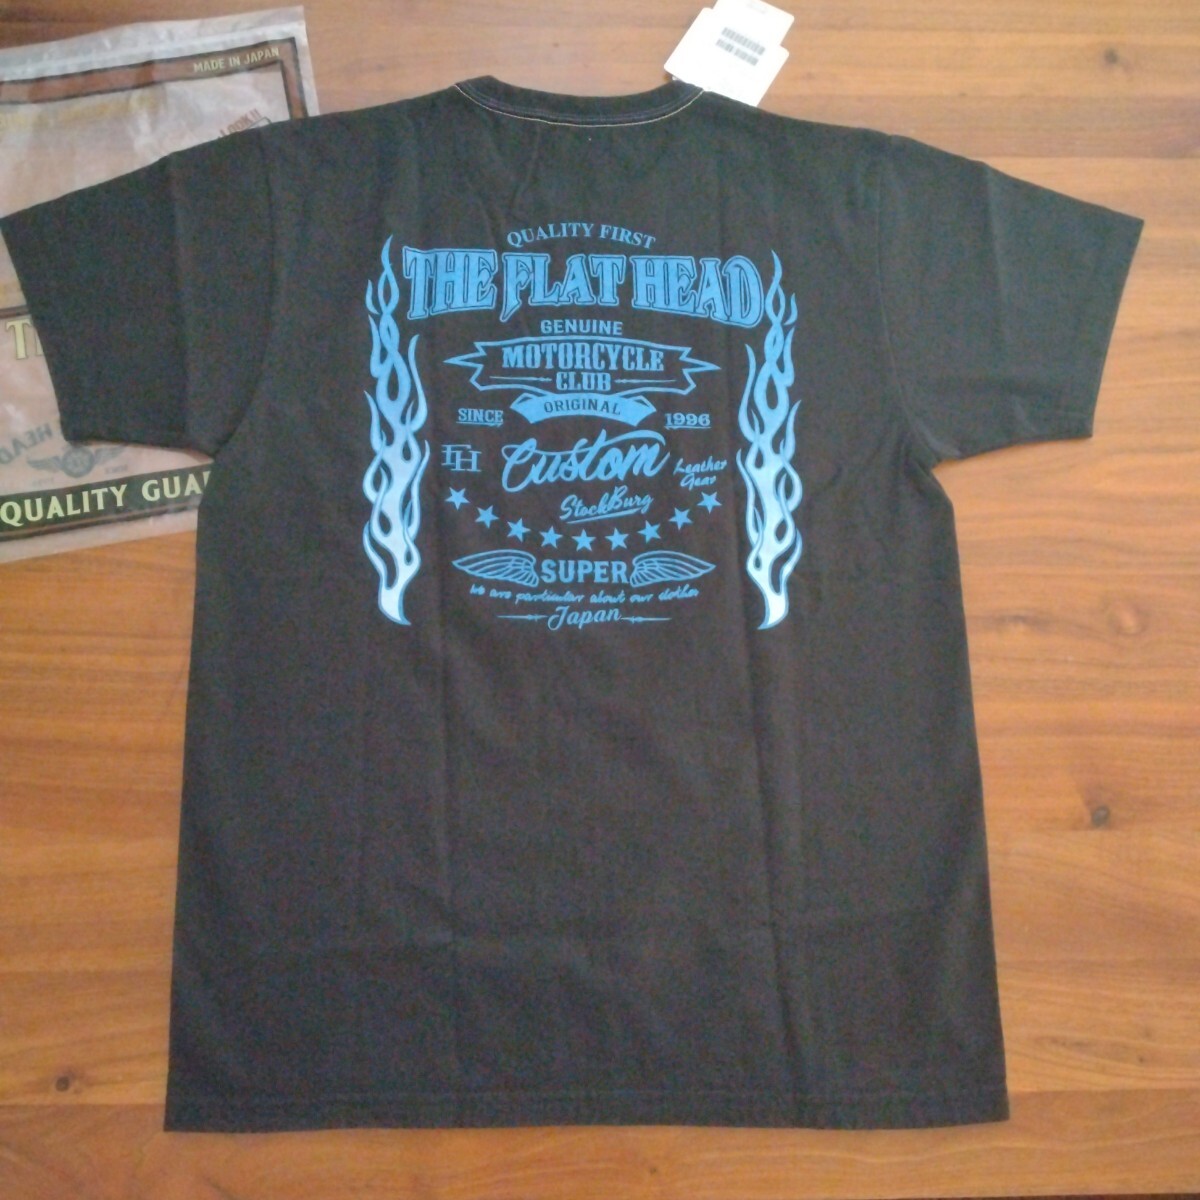 MADE IN JAPAN
QUALITY FIRST
THE FLAT HEAD
GENUINE
MOTORCYCLE
CLUB
ORIGINAL
SINCE 1996
FH Custom Leather
Gear
StockBurg
SUPER
We are particular about our clothes
Japan
HEAD
QUALITY GUA